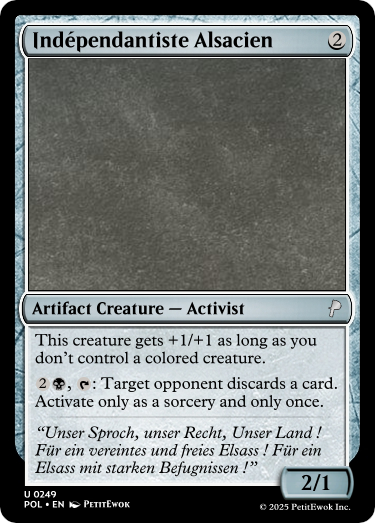 Indépendantiste Alsacien 2
Artifact Creature — Activist
This creature gets +1/+1 as long as you
don't control a colored creature.
2 , : Target opponent discards a card.
Activate only as a sorcery and only once.
“Unser Sproch, unser Recht, Unser Land !
Für ein vereintes und freies Elsass ! Für ein
Elsass mit starken Befugnissen !”
2/1
U 0249
POL • EN PetitEwok
© 2025 PetitEwok Inc.